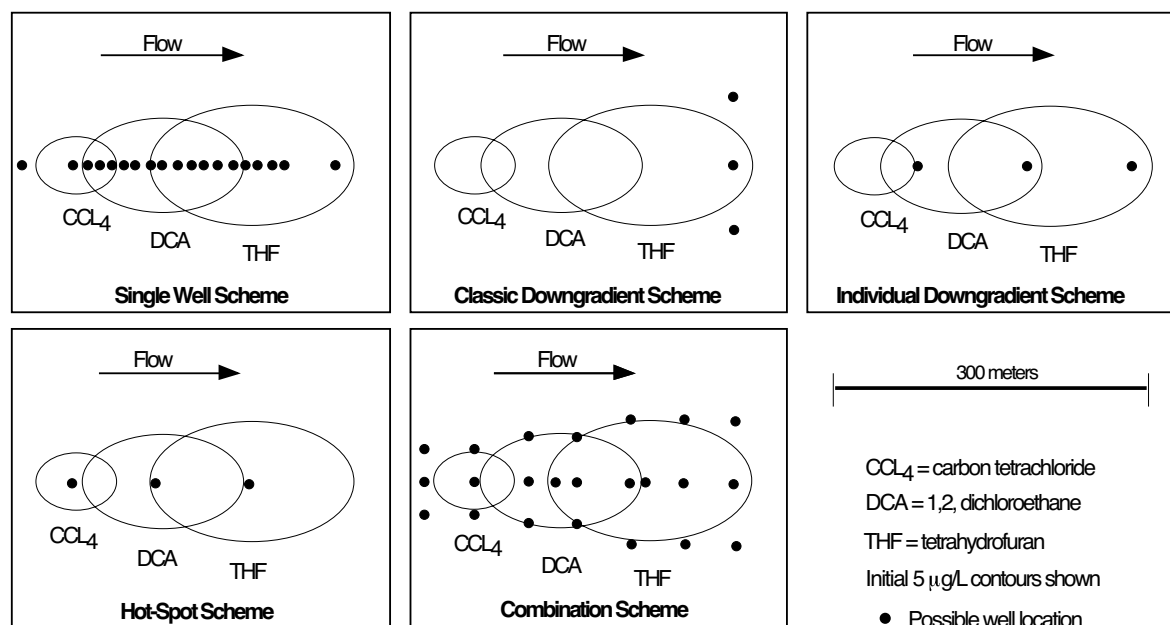 Flow
CCL4
DCA
THF
Single Well Scheme
Flow
CCL4
DCA
THF
Classic Downgradient Scheme
Flow
CCL4
DCA
THF
Individual Downgradient Scheme
Flow
CCL4
DCA
THF
Hot-Spot Scheme
Flow
CCL4
DCA
THF
Combination Scheme
300 meters
CCL4 = carbon tetrachloride
DCA = 1,2, dichloroethane
THF = tetrahydrofuran
Initial 5 µg/L contours shown
Possible well location